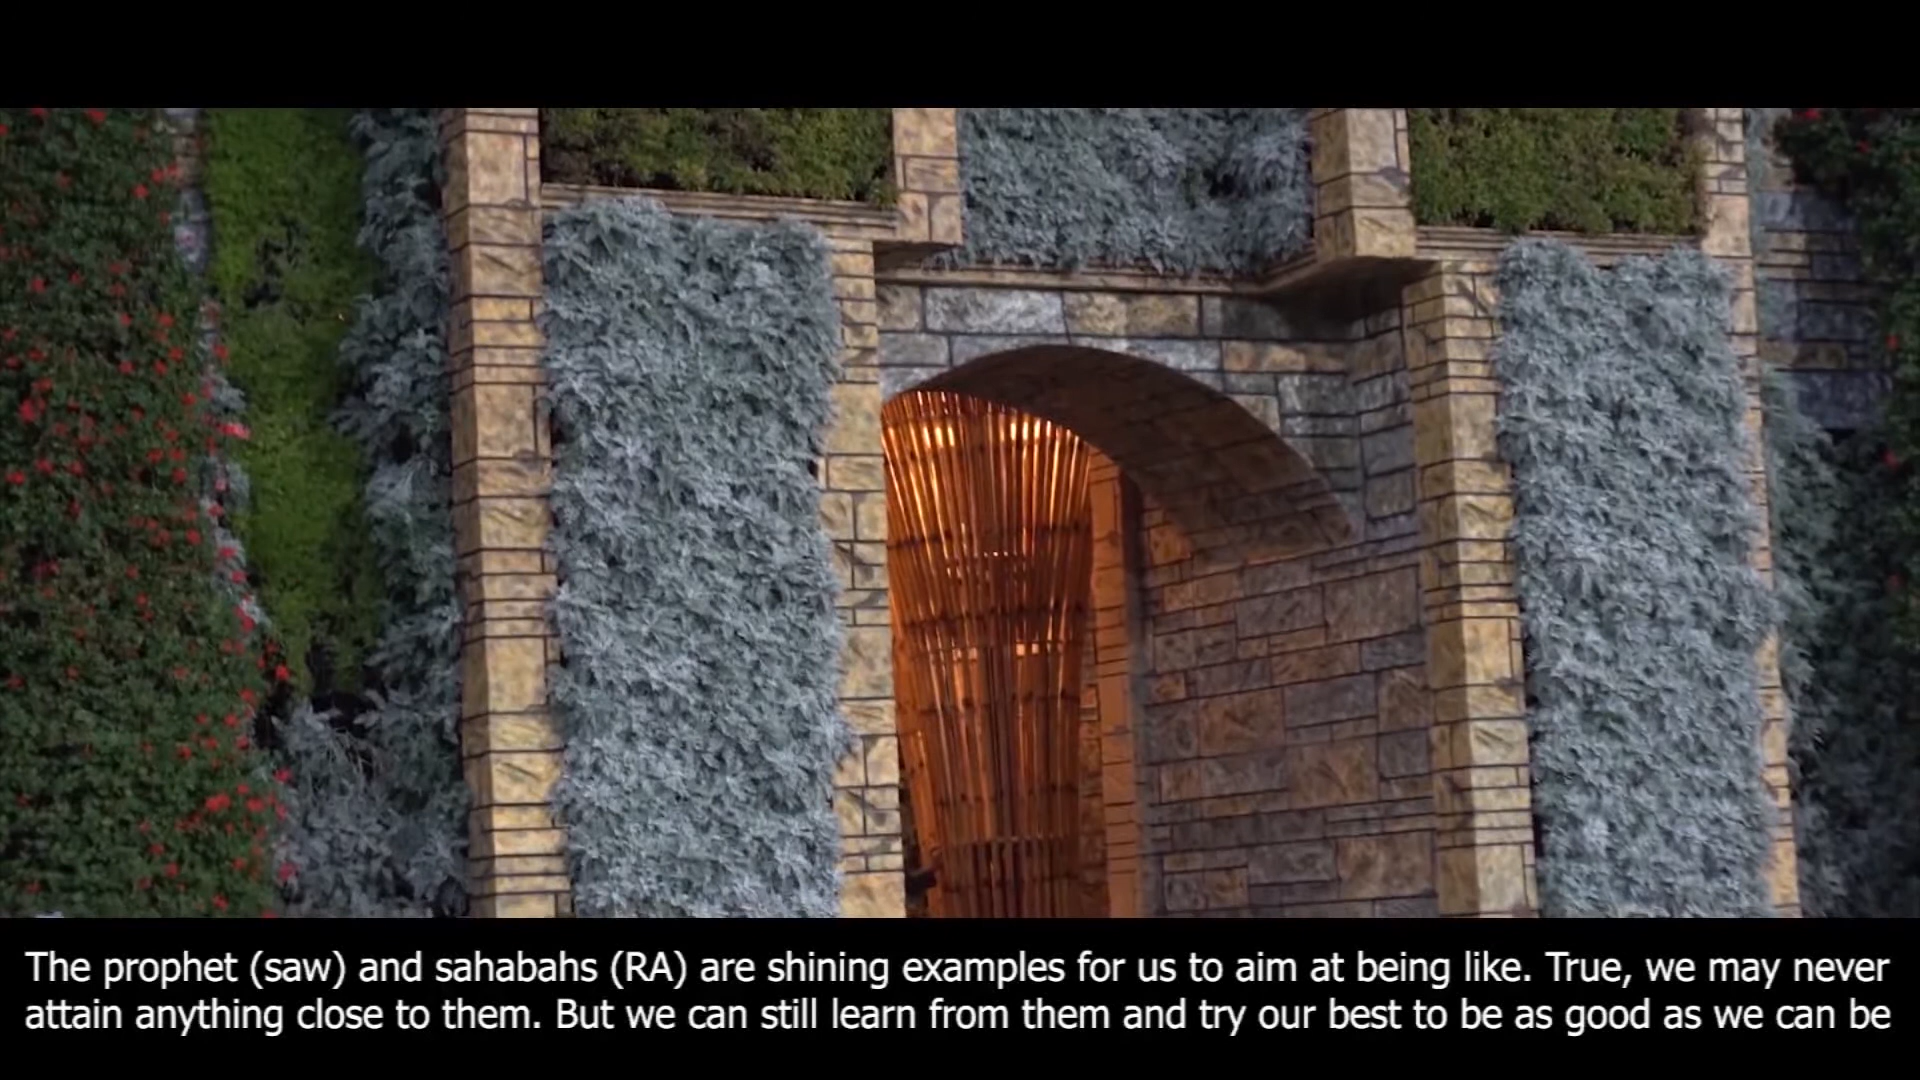 The prophet (saw) and sahabahs (RA) are shining examples for us to aim at being like. True, we may never
attain anything close to them. But we can still learn from them and try our best to be as good as we can be